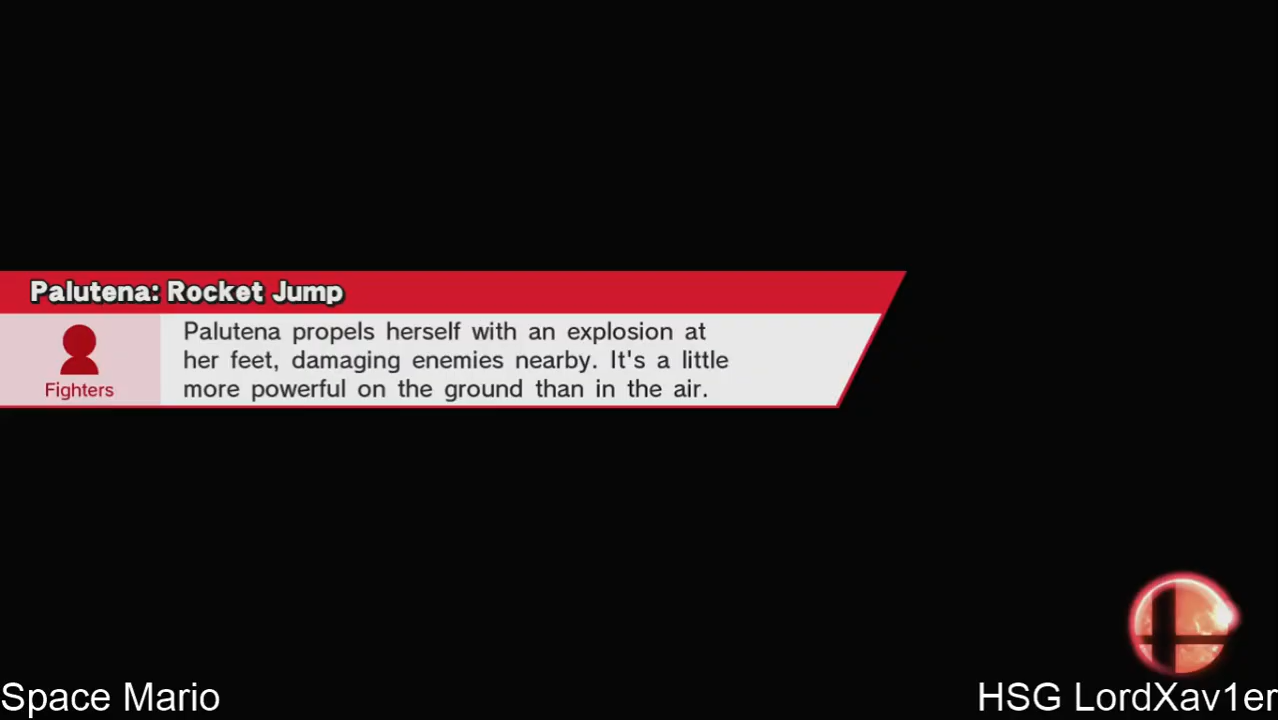 Palutena: Rocket Jump
Palutena propels herself with an explosion at
her feet, damaging enemies nearby. It's a little
more powerful on the ground than in the air.
Fighters
Space Mario
HSG LordXav1er